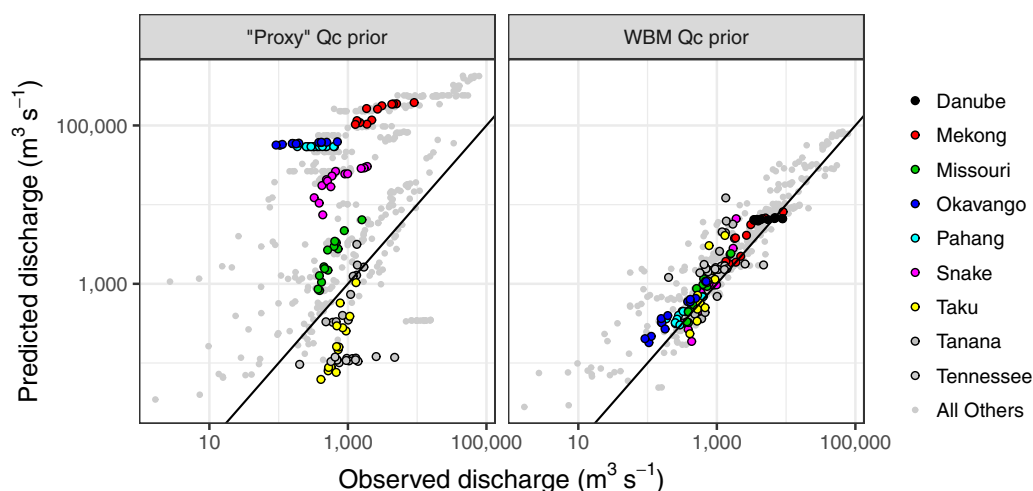 "Proxy" Qc prior
WBM Qc prior
Predicted discharge (m³ s⁻¹)
100,000
1,000
10
1,000
100,000
10
1,000
100,000
Observed discharge (m³ s⁻¹)
Danube
Mekong
Missouri
Okavango
Pahang
Snake
Taku
Tanana
Tennessee
All Others